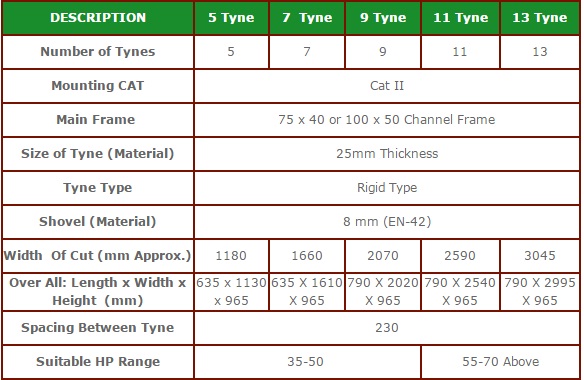 DESCRIPTION 5 Tyne 7 Tyne 9 Tyne 11 Tyne 13 Tyne
Number of Tynes 5 7 9 11 13
Mounting CAT Cat II
Main Frame 75 x 40 or 100 x 50 Channel Frame
Size of Tyne (Material) 25mm Thickness
Tyne Type Rigid Type
Shovel (Material) 8 mm (EN-42)
Width Of Cut (mm Approx.) 1180 1660 2070 2590 3045
Over All: Length x Width x 635 x 1130 635 X 1610 790 X 2020 790 X 2540 790 X 2995
Height (mm) x 965 X 965 X 965 X 965 X 965
Spacing Between Tyne 230
Suitable HP Range 35-50 55-70 Above